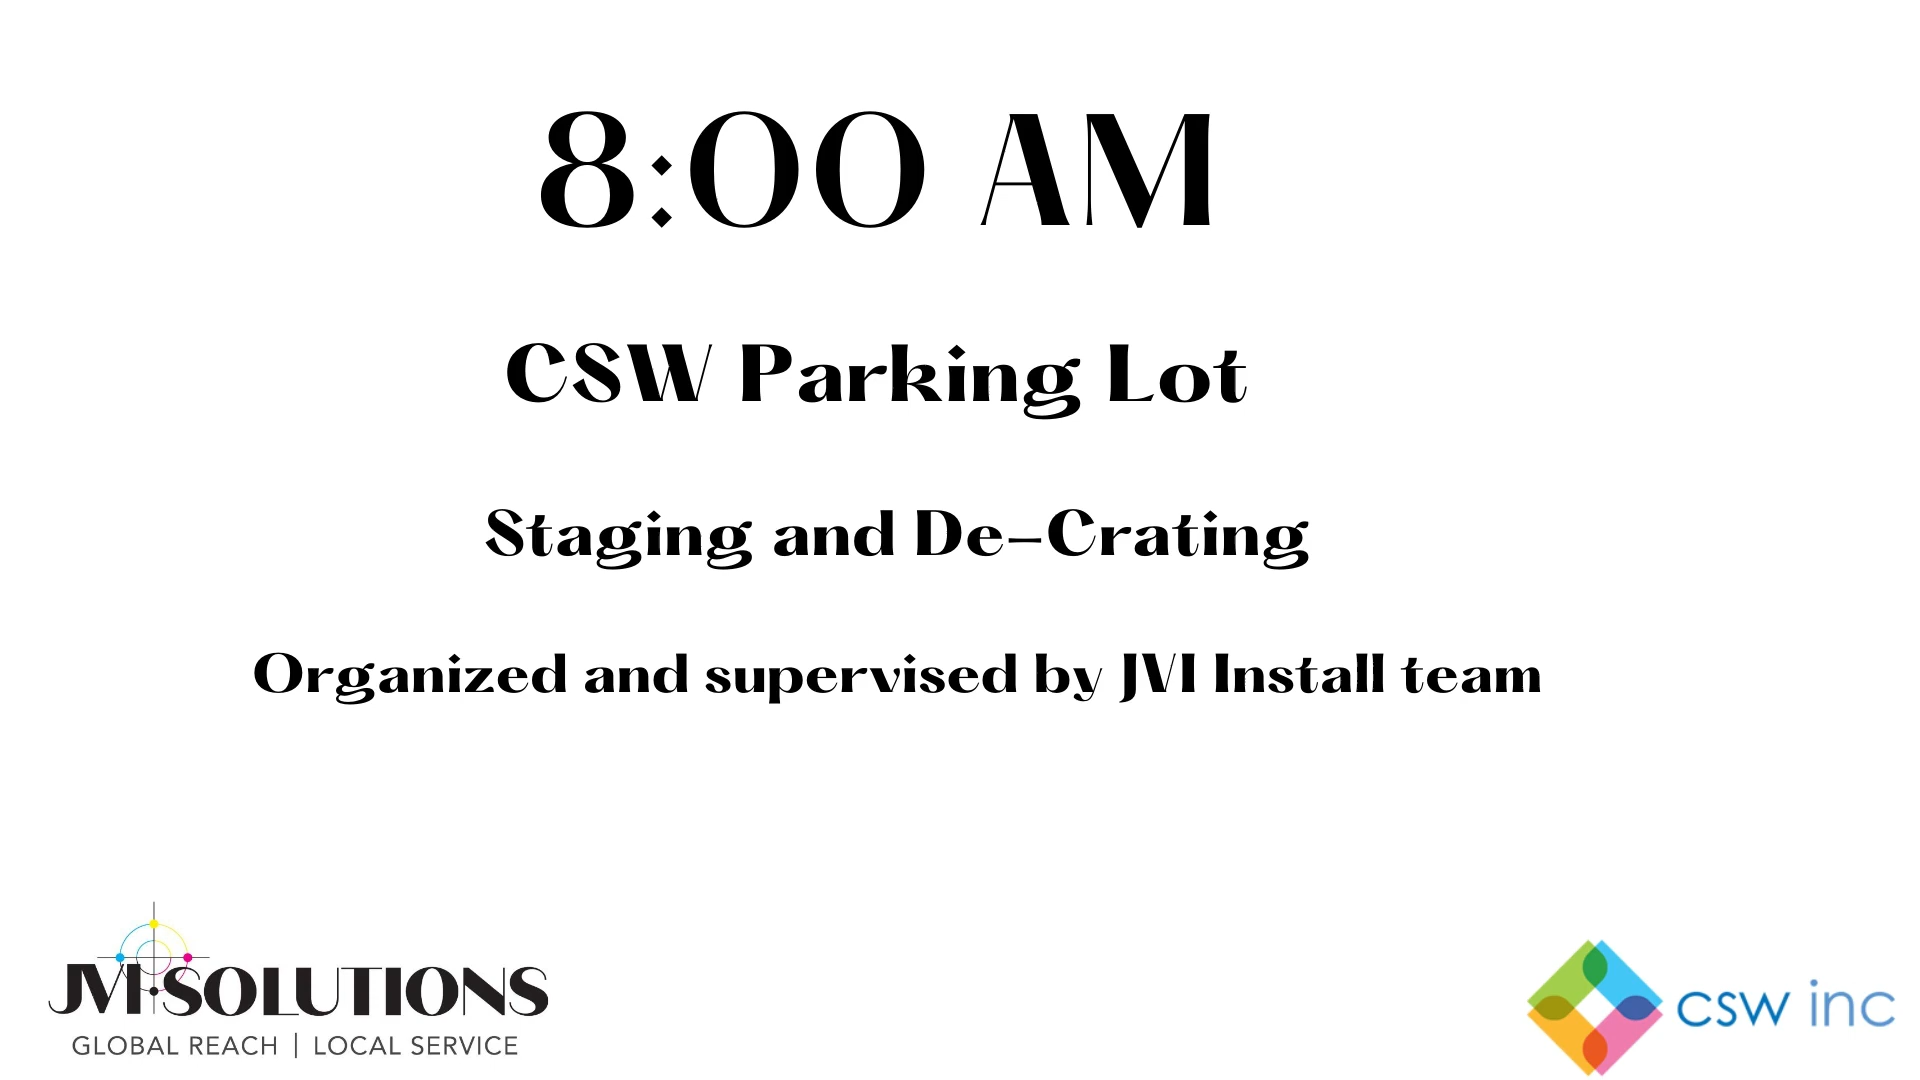 8:00 AM
CSW Parking Lot
Staging and De-Crating
Organized and supervised by JVI Install team
JVI SOLUTIONS
GLOBAL REACH | LOCAL SERVICE
csw inc